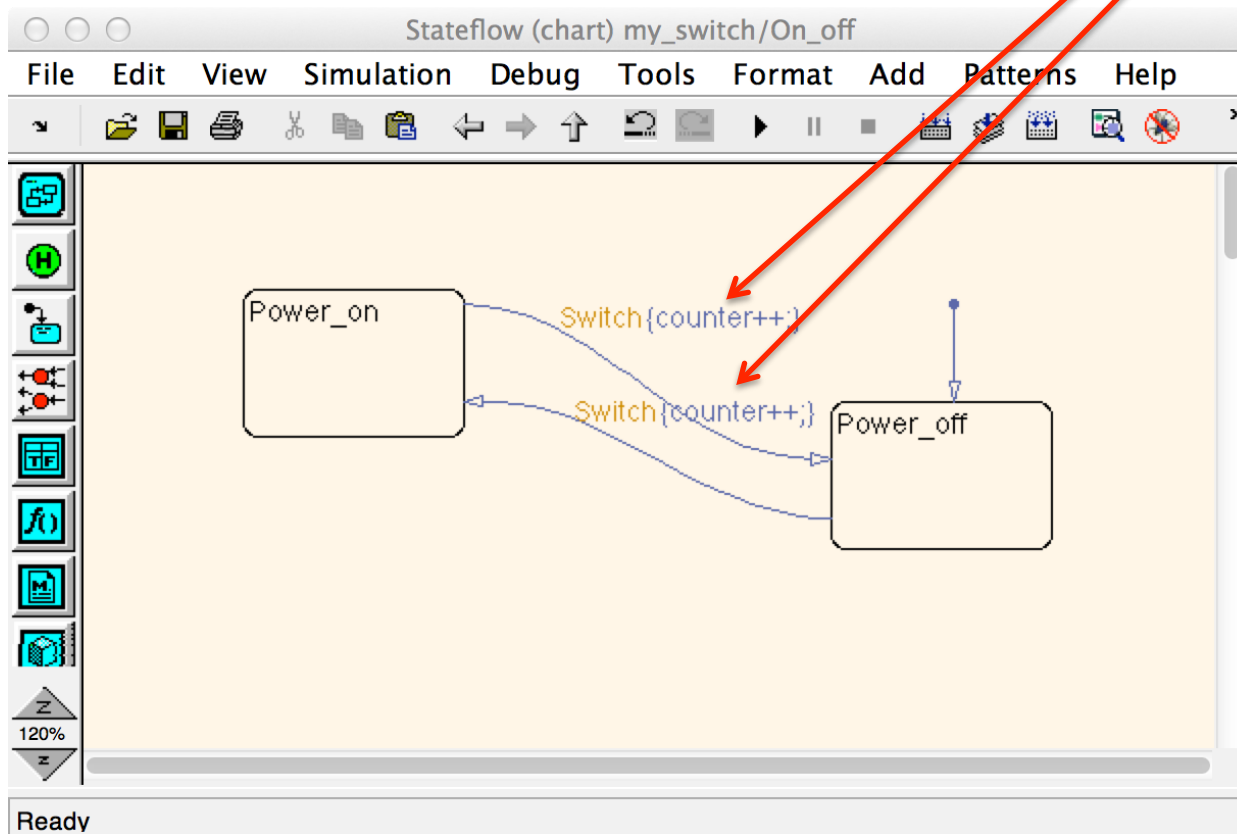 Stateflow (chart) my_switch/On_off
File Edit View Simulation Debug Tools Format Add Patterns Help
H
Power_on
Switch{counter++;}
Switch{counter++;}
Power_off
TF
f()
M
Z
120%
Z
Ready